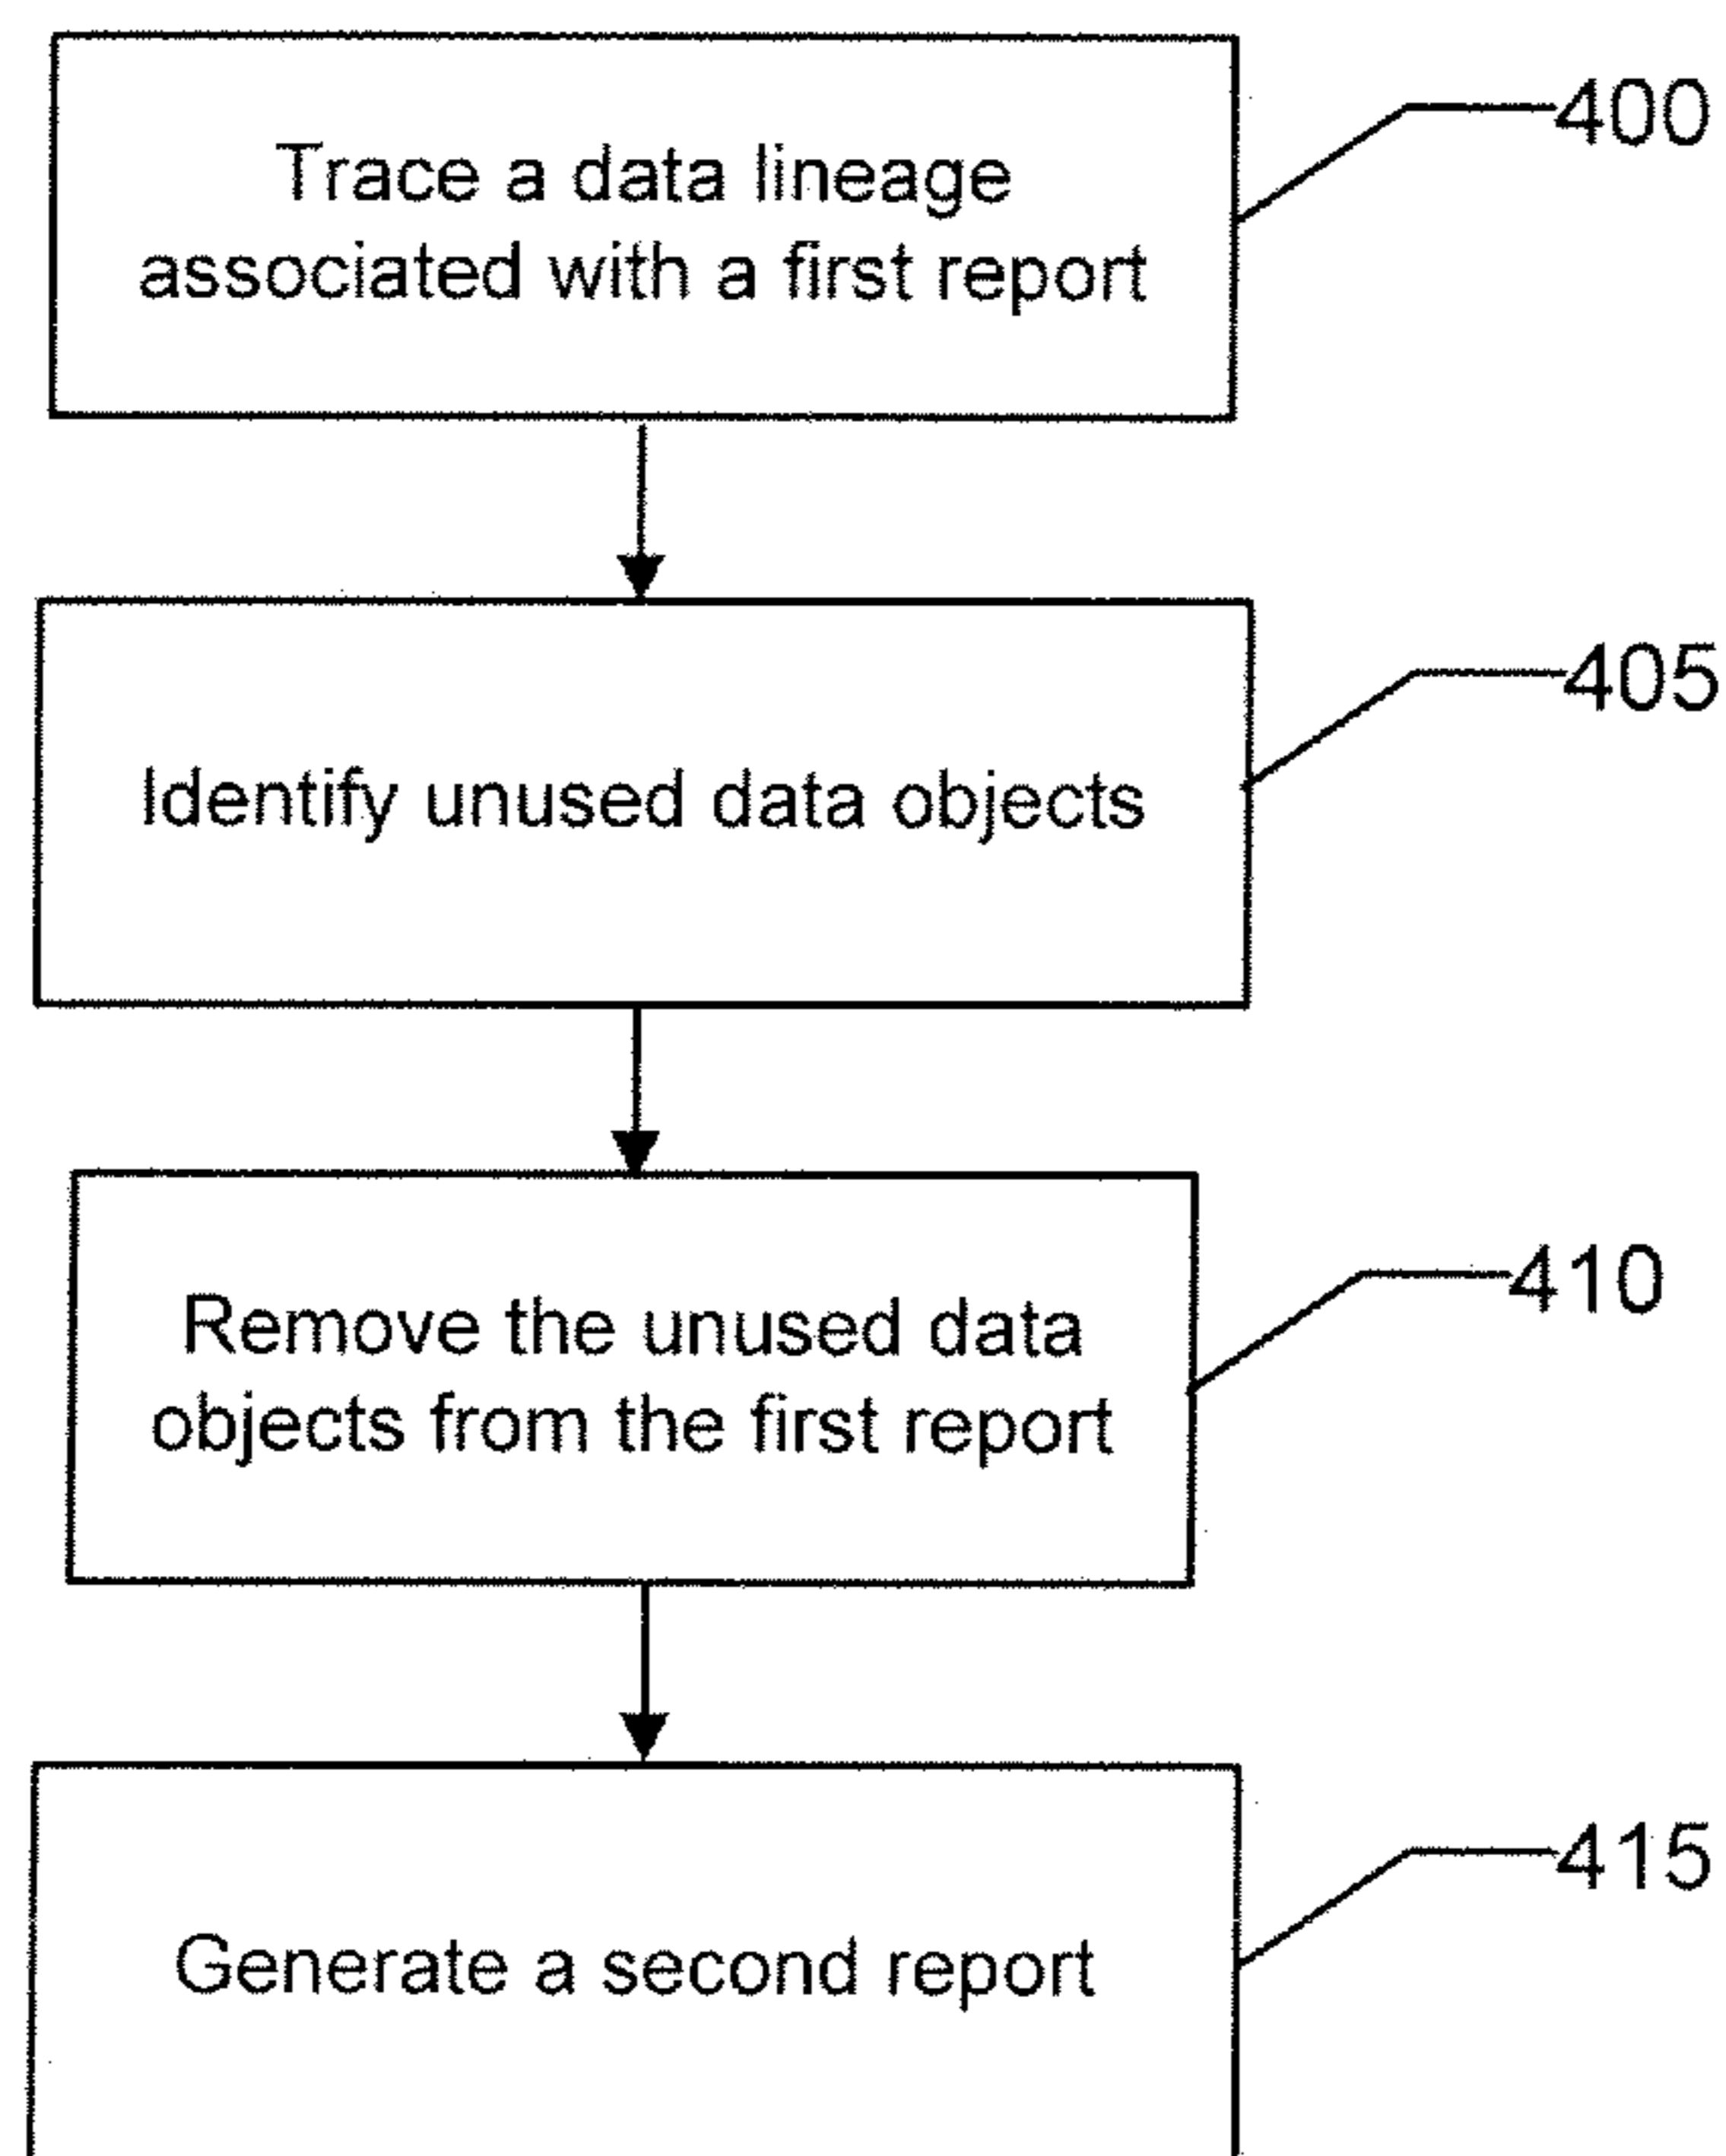 Trace a data lineage
associated with a first report
400
Identify unused data objects
405
Remove the unused data
objects from the first report
410
Generate a second report
415